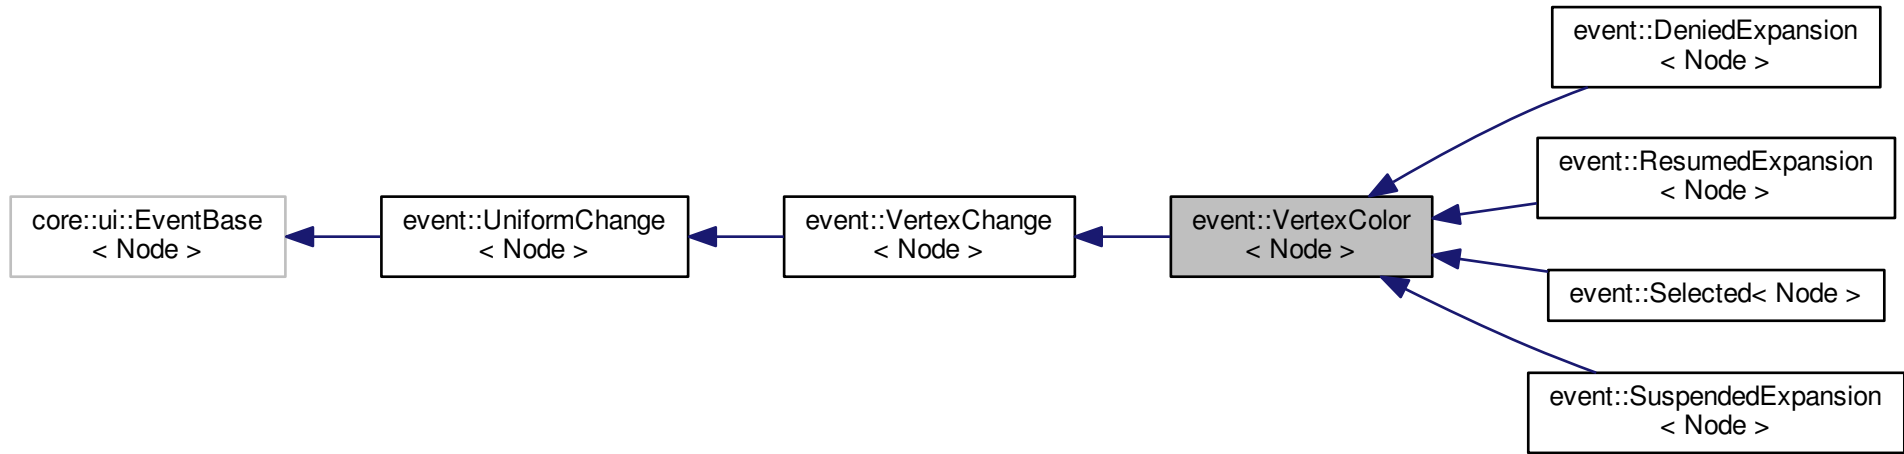 core::ui::EventBase
< Node >
event::UniformChange
< Node >
event::VertexChange
< Node >
event::VertexColor
< Node >
event::DeniedExpansion
< Node >
event::ResumedExpansion
< Node >
event::Selected< Node >
event::SuspendedExpansion
< Node >